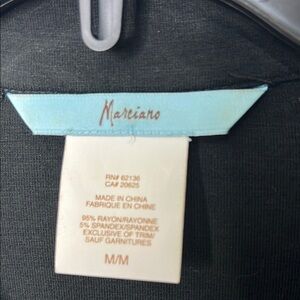 Marciano
RN# 62136
CA# 20625
MADE IN CHINA
FABRIQUE EN CHINE
95% RAYON/RAYONNE
5% SPANDEX/SPANDEX
EXCLUSIVE OF TRIM/
SAUF GARNITURES
M/M